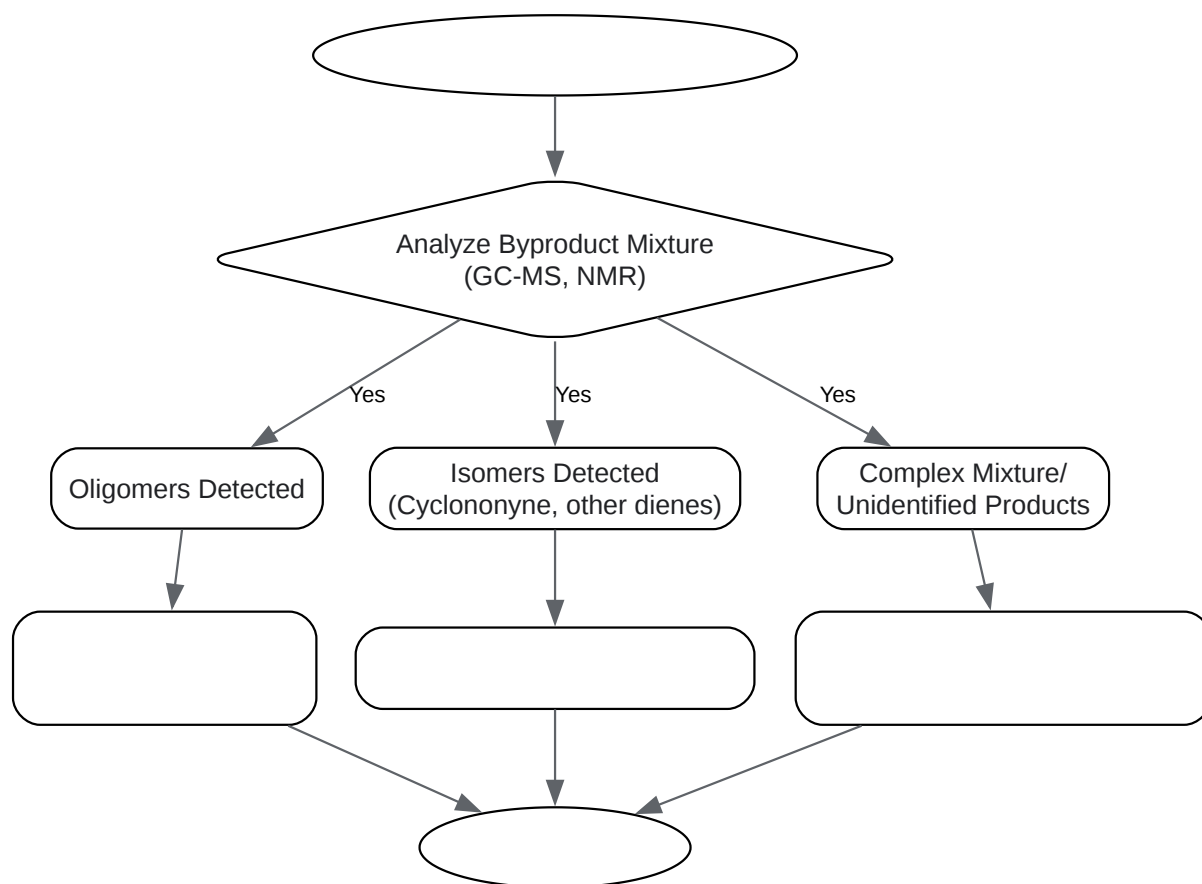 Analyze Byproduct Mixture
(GC-MS, NMR)
Yes
Yes
Yes
Oligomers Detected
Isomers Detected
(Cyclononyne, other dienes)
Complex Mixture/
Unidentified Products